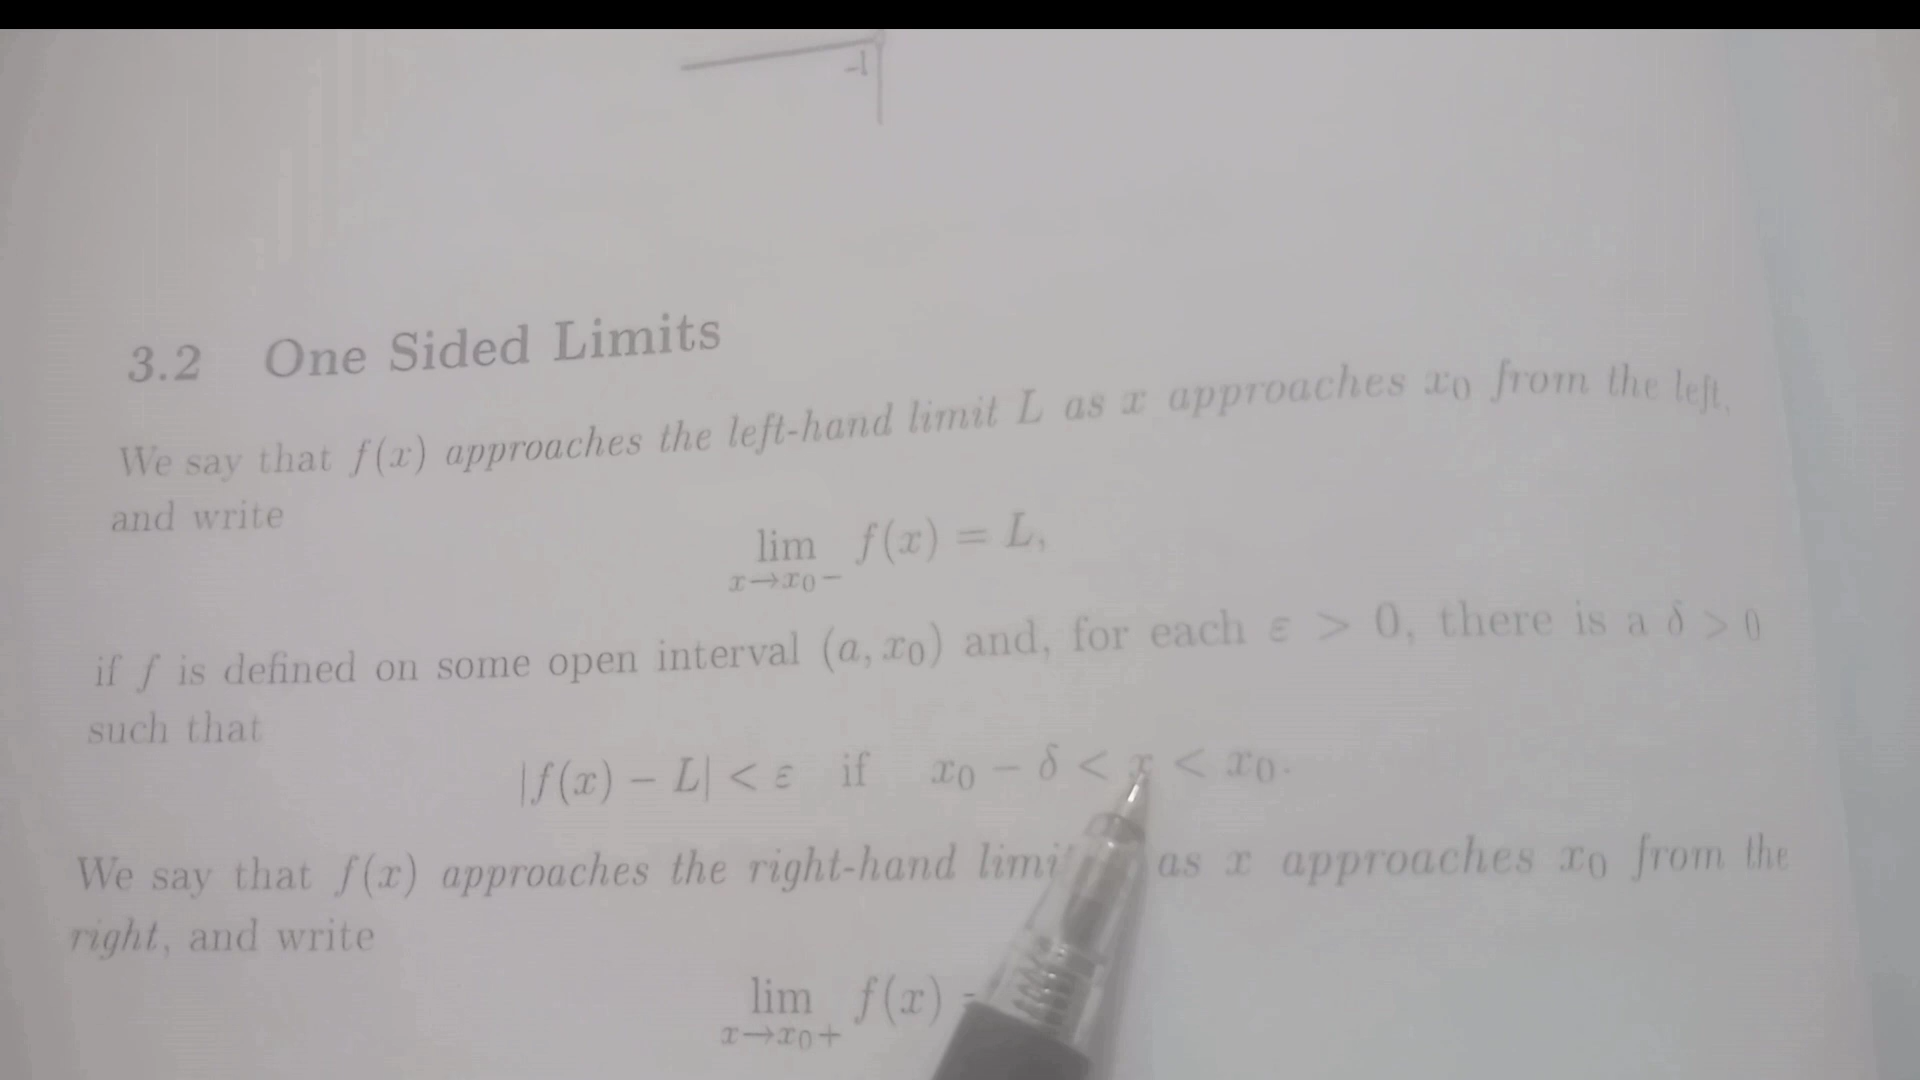 -1
3.2 One Sided Limits
We say that f(x) approaches the left-hand limit L as x approaches x₀ from the left,
and write
lim f(x) = L,
x→x₀−
if f is defined on some open interval (a, x₀) and, for each ε > 0, there is a δ > 0
such that
|f(x) − L| < ε if x₀ − δ < x < x₀.
We say that f(x) approaches the right-hand limit as x approaches x₀ from the
right, and write
lim f(x)
x→x₀+